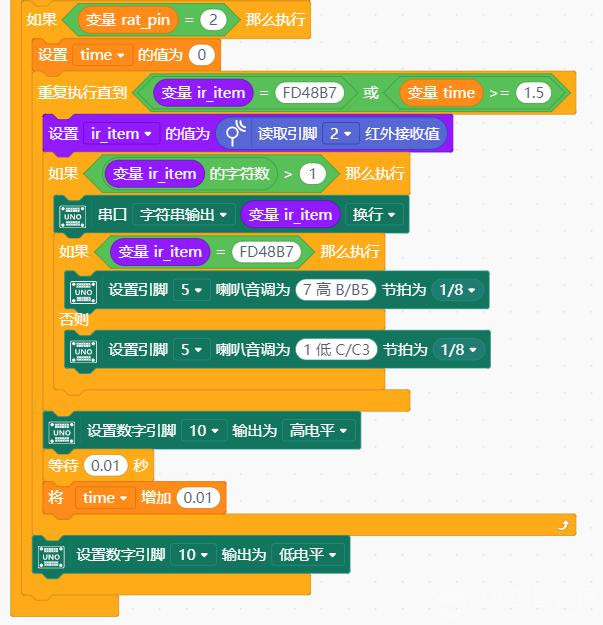 如果 变量 rat_pin = 2 那么执行
设置 time 的值为 0
重复执行直到 变量 ir_item = FD48B7 或 变量 time >= 1.5
设置 ir_item 的值为 读取引脚 2 红外接收值
如果 变量 ir_item 的字符数 > 1 那么执行
UNO 串口 字符串输出 变量 ir_item 换行
如果 变量 ir_item = FD48B7 那么执行
UNO 设置引脚 5 喇叭音调为 7 高 B/B5 节拍为 1/8
否则
UNO 设置引脚 5 喇叭音调为 1 低 C/C3 节拍为 1/8
UNO 设置数字引脚 10 输出为 高电平
等待 0.01 秒
将 time 增加 0.01
UNO 设置数字引脚 10 输出为 低电平